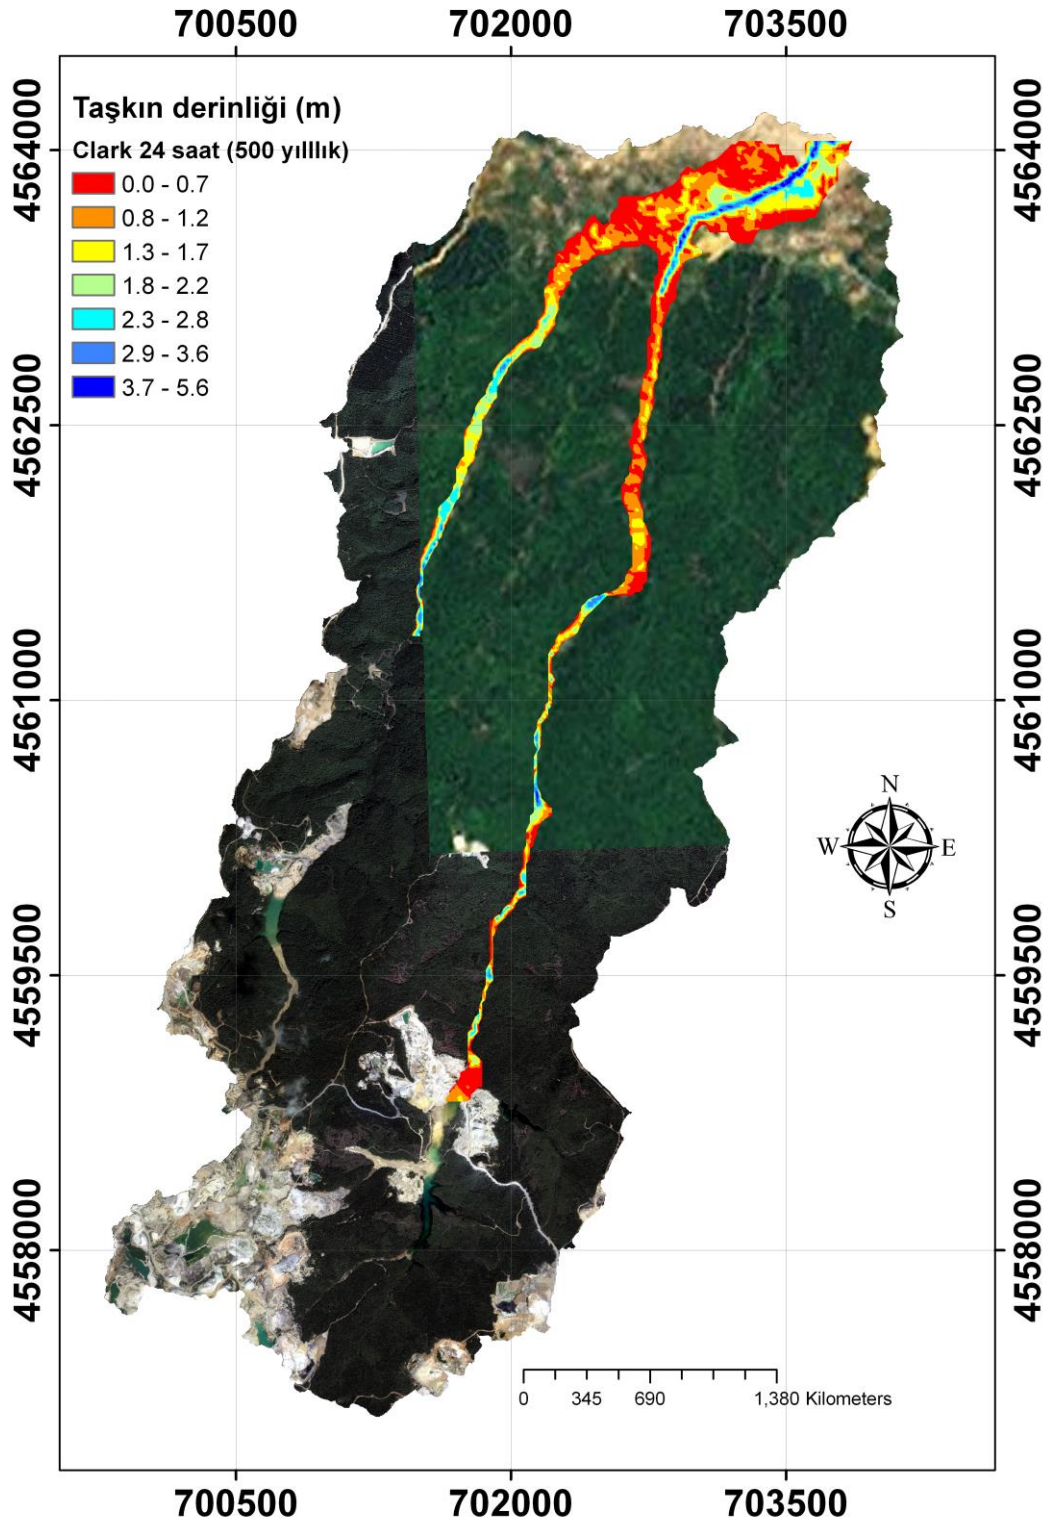 700500 702000 703500
Taşkın derinliği (m)
Clark 24 saat (500 yılllık)
0.0 - 0.7
0.8 - 1.2
1.3 - 1.7
1.8 - 2.2
2.3 - 2.8
2.9 - 3.6
3.7 - 5.6
4564000
4562500
4561000
4559500
4558000
4564000
4562500
4561000
4559500
4558000
N
W E
S
0 345 690 1,380 Kilometers
700500 702000 703500